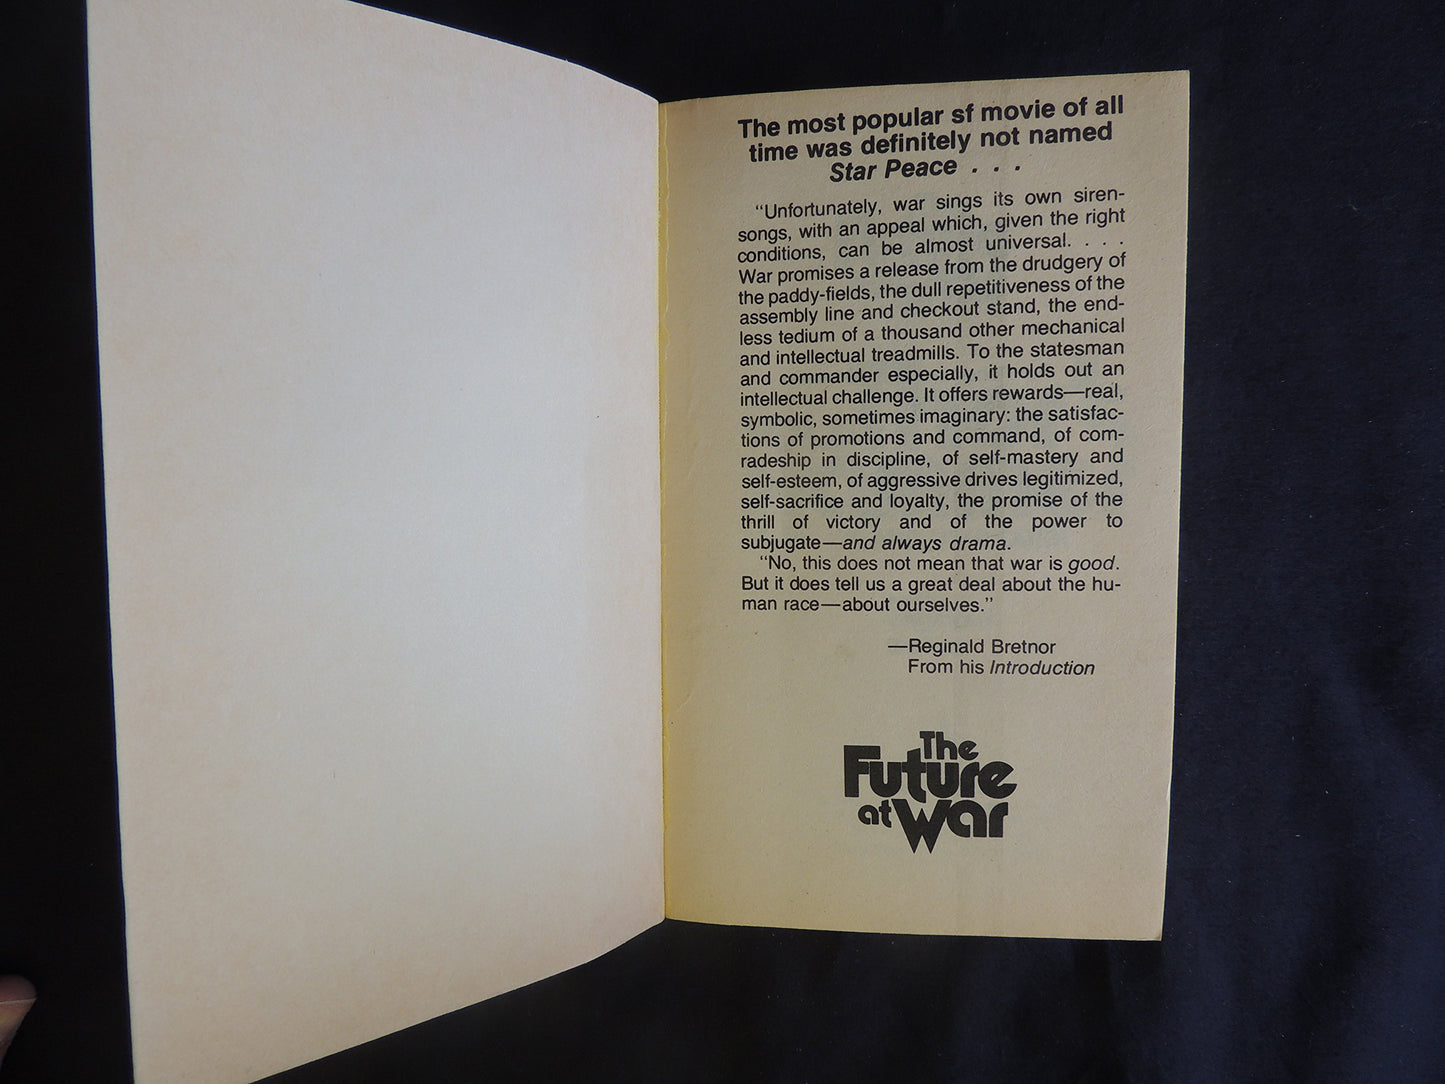 The most popular sf movie of all
time was definitely not named
Star Peace . . .
"Unfortunately, war sings its own siren-
songs, with an appeal which, given the right
conditions, can be almost universal. . . .
War promises a release from the drudgery of
the paddy-fields, the dull repetitiveness of the
assembly line and checkout stand, the end-
less tedium of a thousand other mechanical
and intellectual treadmills. To the statesman
and commander especially, it holds out an
intellectual challenge. It offers rewards—real,
symbolic, sometimes imaginary: the satisfac-
tions of promotions and command, of com-
radeship in discipline, of self-mastery and
self-esteem, of aggressive drives legitimized,
self-sacrifice and loyalty, the promise of the
thrill of victory and of the power to
subjugate—and always drama.
"No, this does not mean that war is good.
But it does tell us a great deal about the hu-
man race—about ourselves."
—Reginald Bretnor
From his Introduction
The
Future
at War